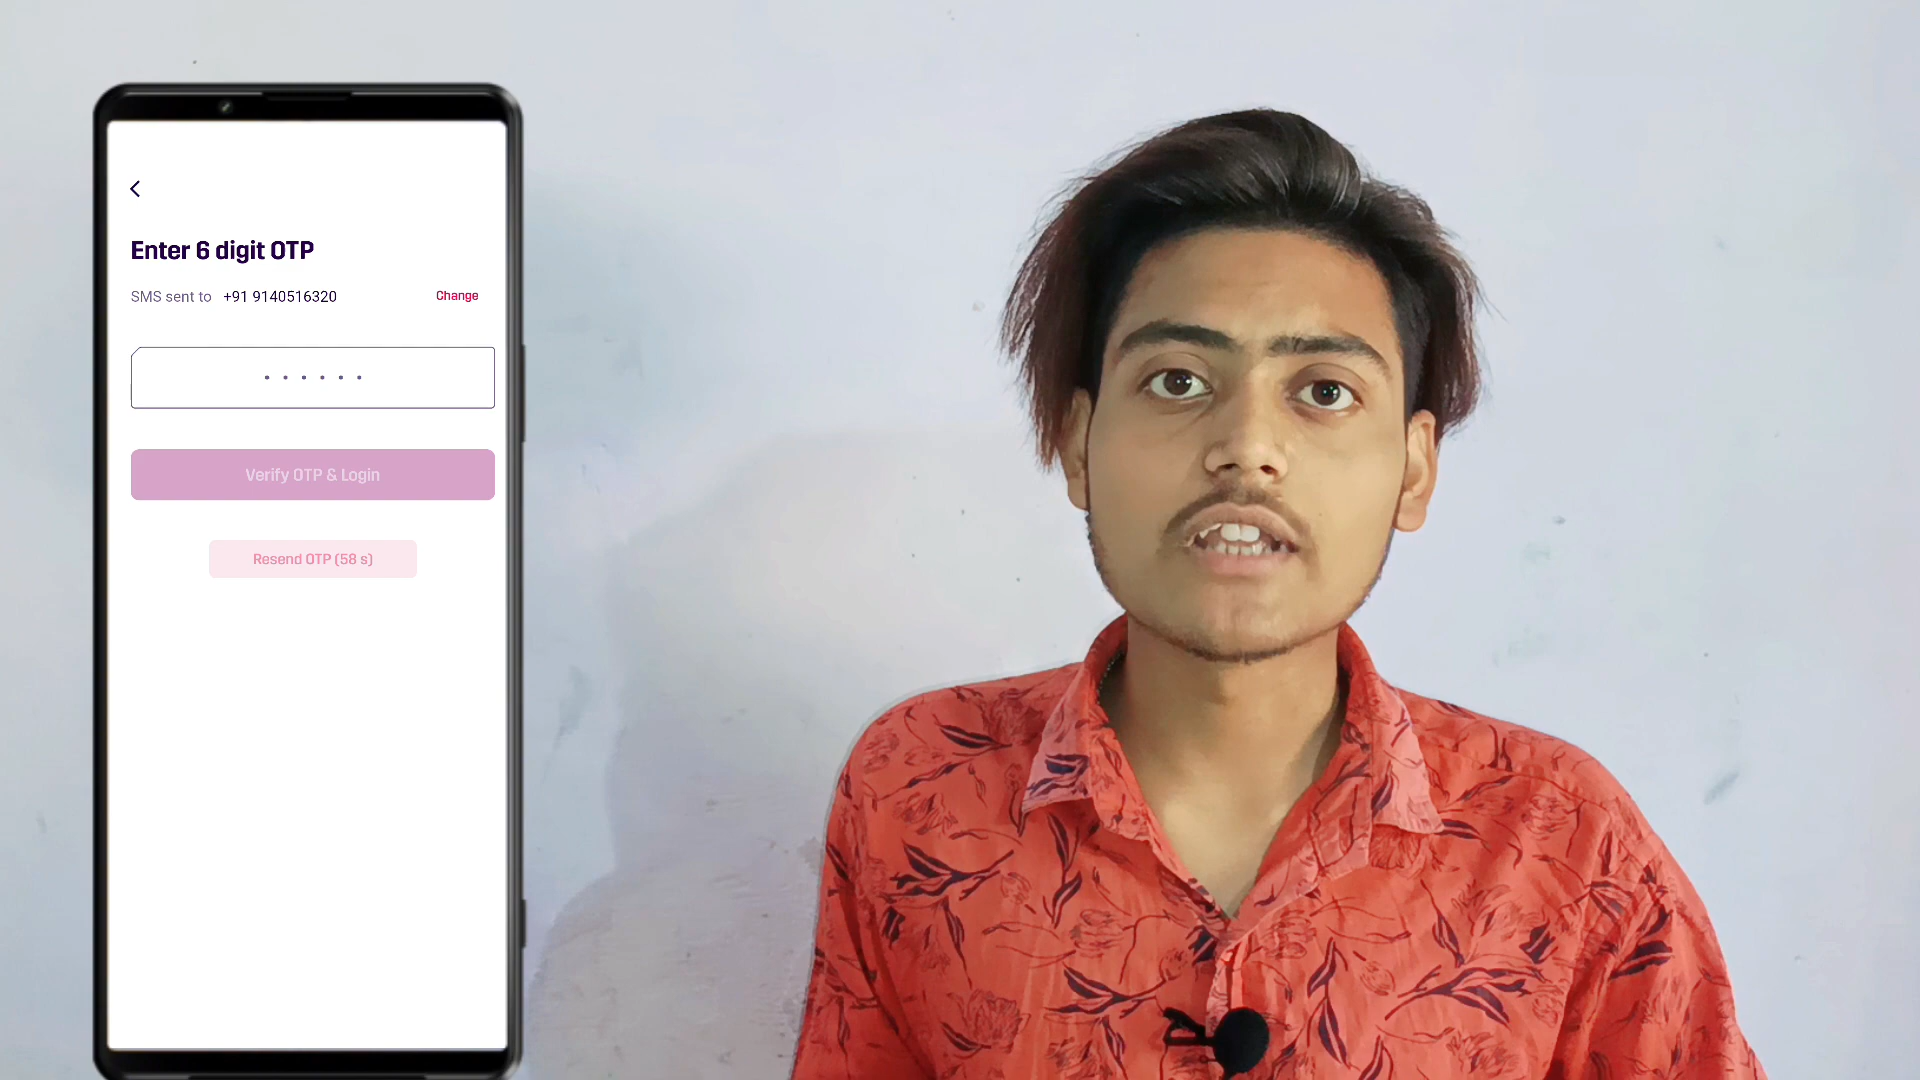 Enter 6 digit OTP
SMS sent to +91 9140516320 Change
Verify OTP & Login
Resend OTP (58 s)